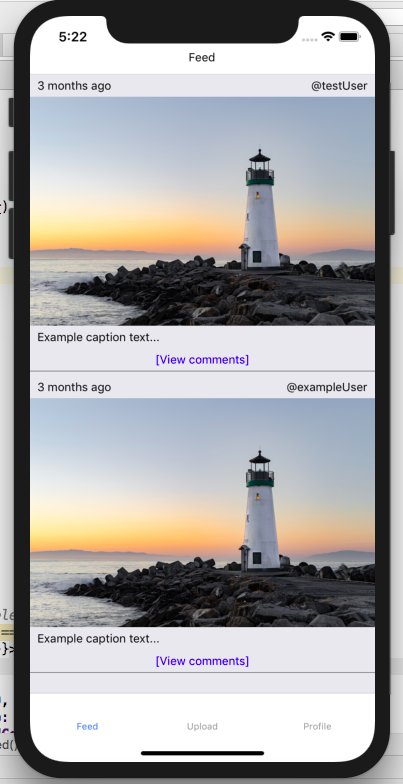 5:22
Feed
3 months ago @testUser
Example caption text...
[View comments]
3 months ago @exampleUser
Example caption text...
[View comments]
Feed Upload Profile